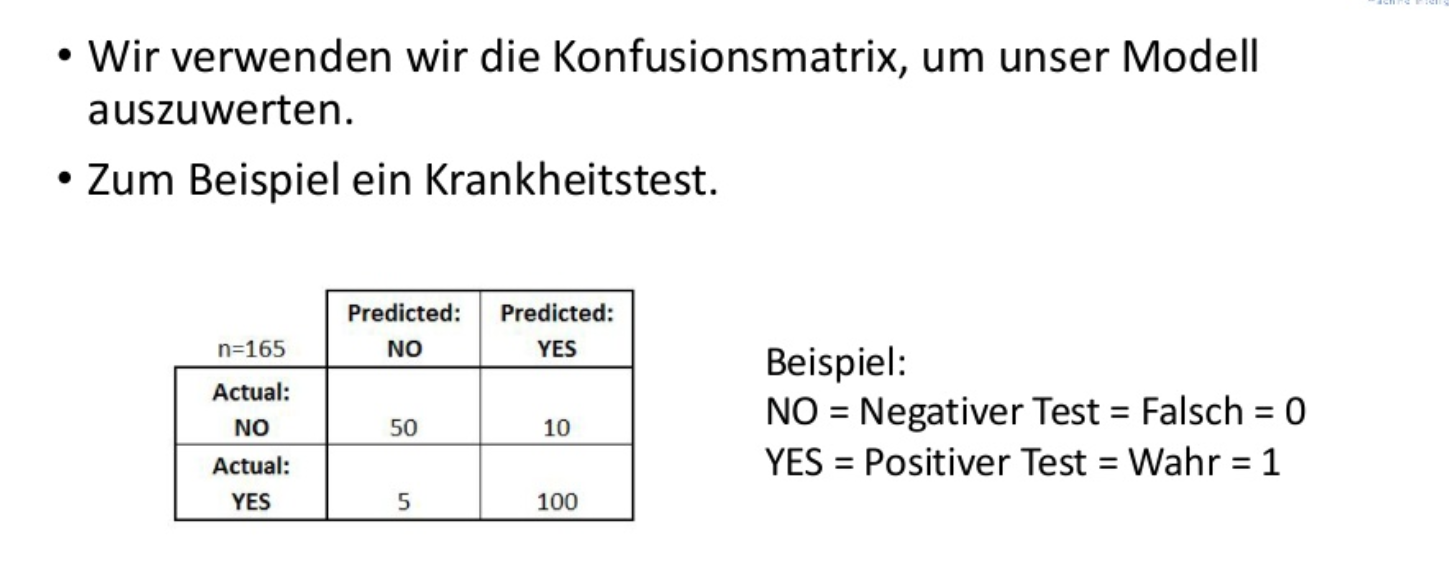 • Wir verwenden wir die Konfusionsmatrix, um unser Modell
auszuwerten.
• Zum Beispiel ein Krankheitstest.
Predicted: Predicted:
n=165 NO YES
Actual:
NO 50 10
Actual:
YES 5 100
Beispiel:
NO = Negativer Test = Falsch = 0
YES = Positiver Test = Wahr = 1